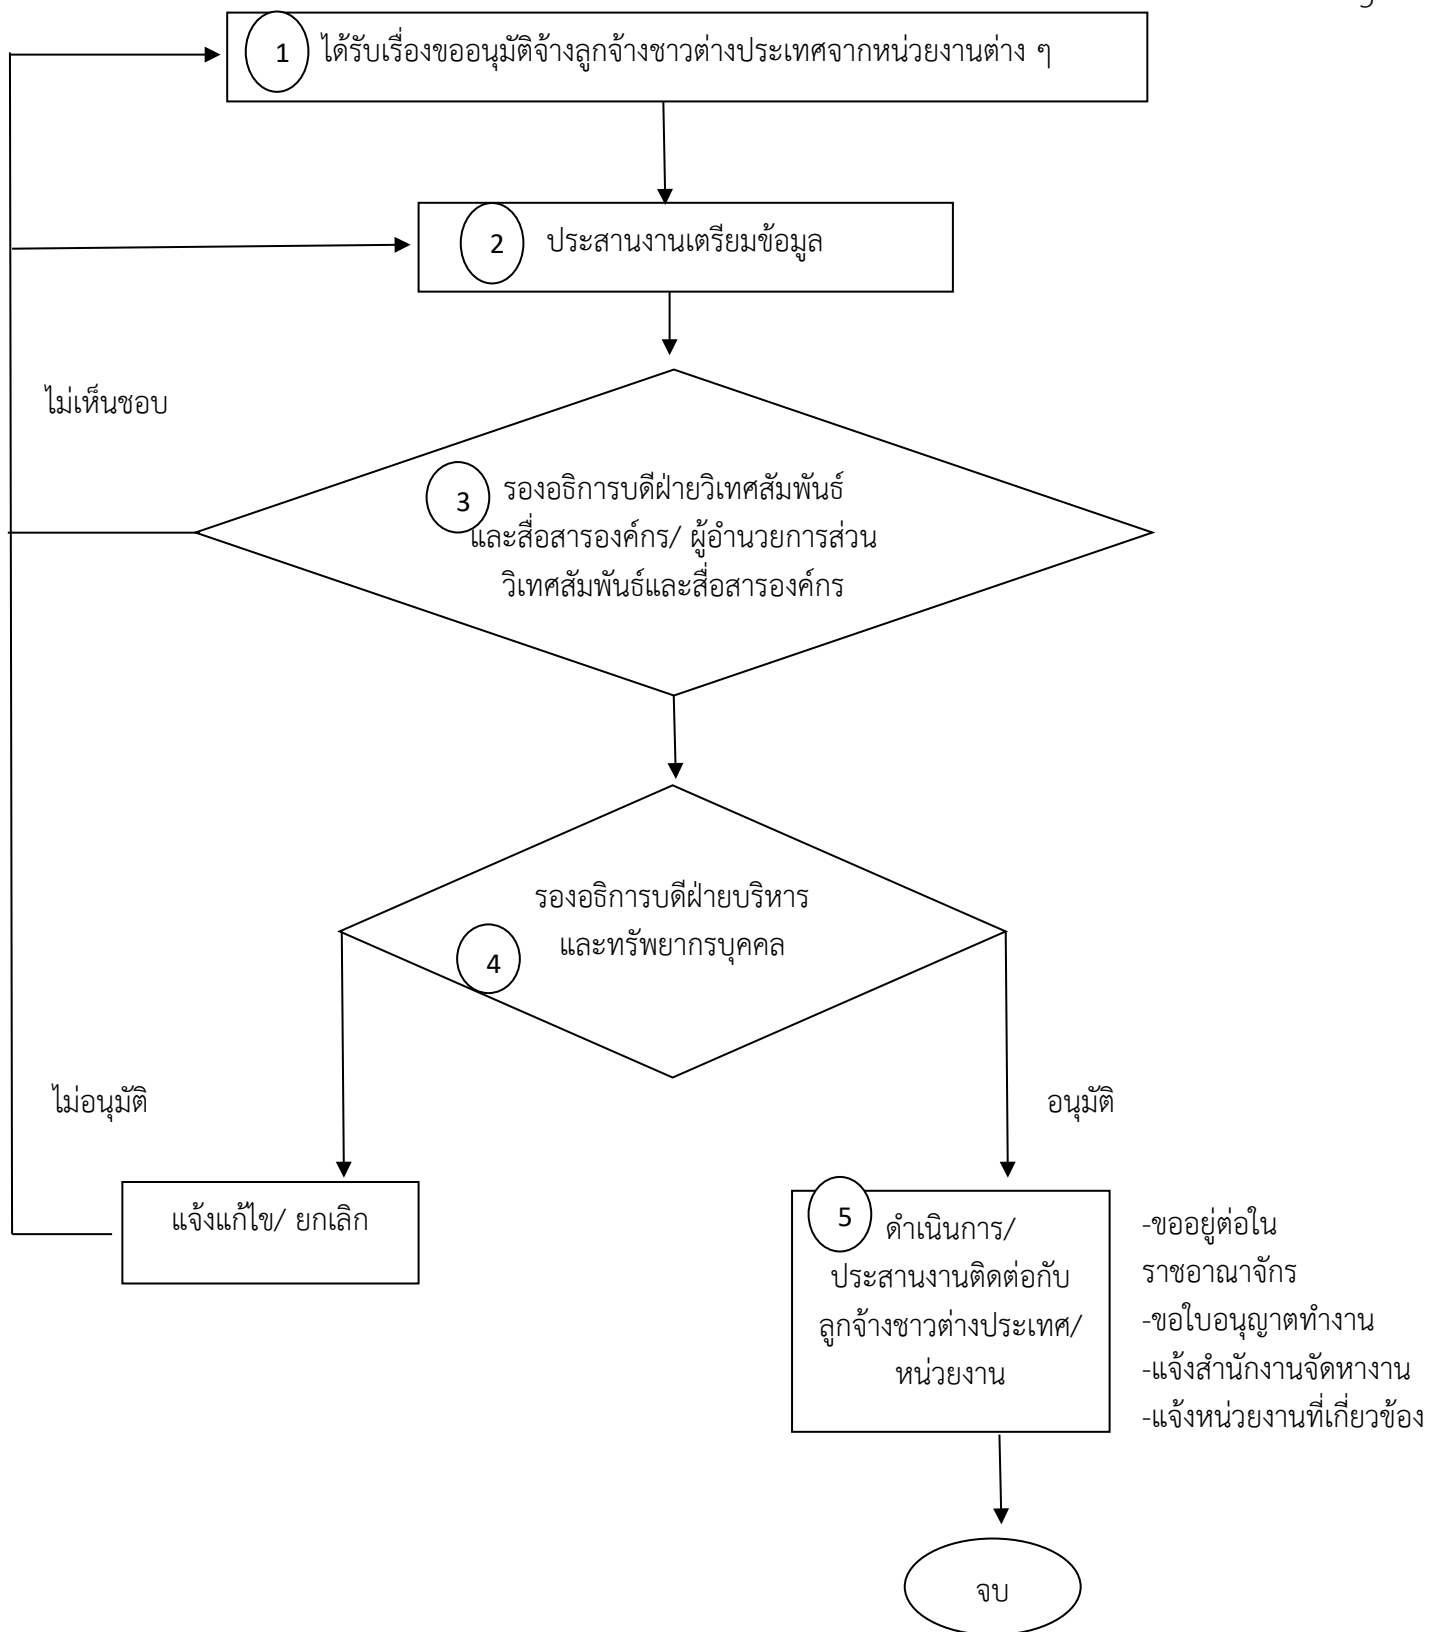 1 ได้รับเรื่องขออนุมัติจ้างลูกจ้างชาวต่างประเทศจากหน่วยงานต่าง ๆ
2 ประสานงานเตรียมข้อมูล
ไม่เห็นชอบ
3 รองอธิการบดีฝ่ายวิเทศสัมพันธ์
และสื่อสารองค์กร/ ผู้อำนวยการส่วน
วิเทศสัมพันธ์และสื่อสารองค์กร
รองอธิการบดีฝ่ายบริหาร
และทรัพยากรบุคคล
4
ไม่อนุมัติ
อนุมัติ
แจ้งแก้ไข/ ยกเลิก
5 ดำเนินการ/
ประสานงานติดต่อกับ
ลูกจ้างชาวต่างประเทศ/
หน่วยงาน
-ขออยู่ต่อใน
ราชอาณาจักร
-ขอใบอนุญาตทำงาน
-แจ้งสำนักงานจัดหางาน
-แจ้งหน่วยงานที่เกี่ยวข้อง
จบ